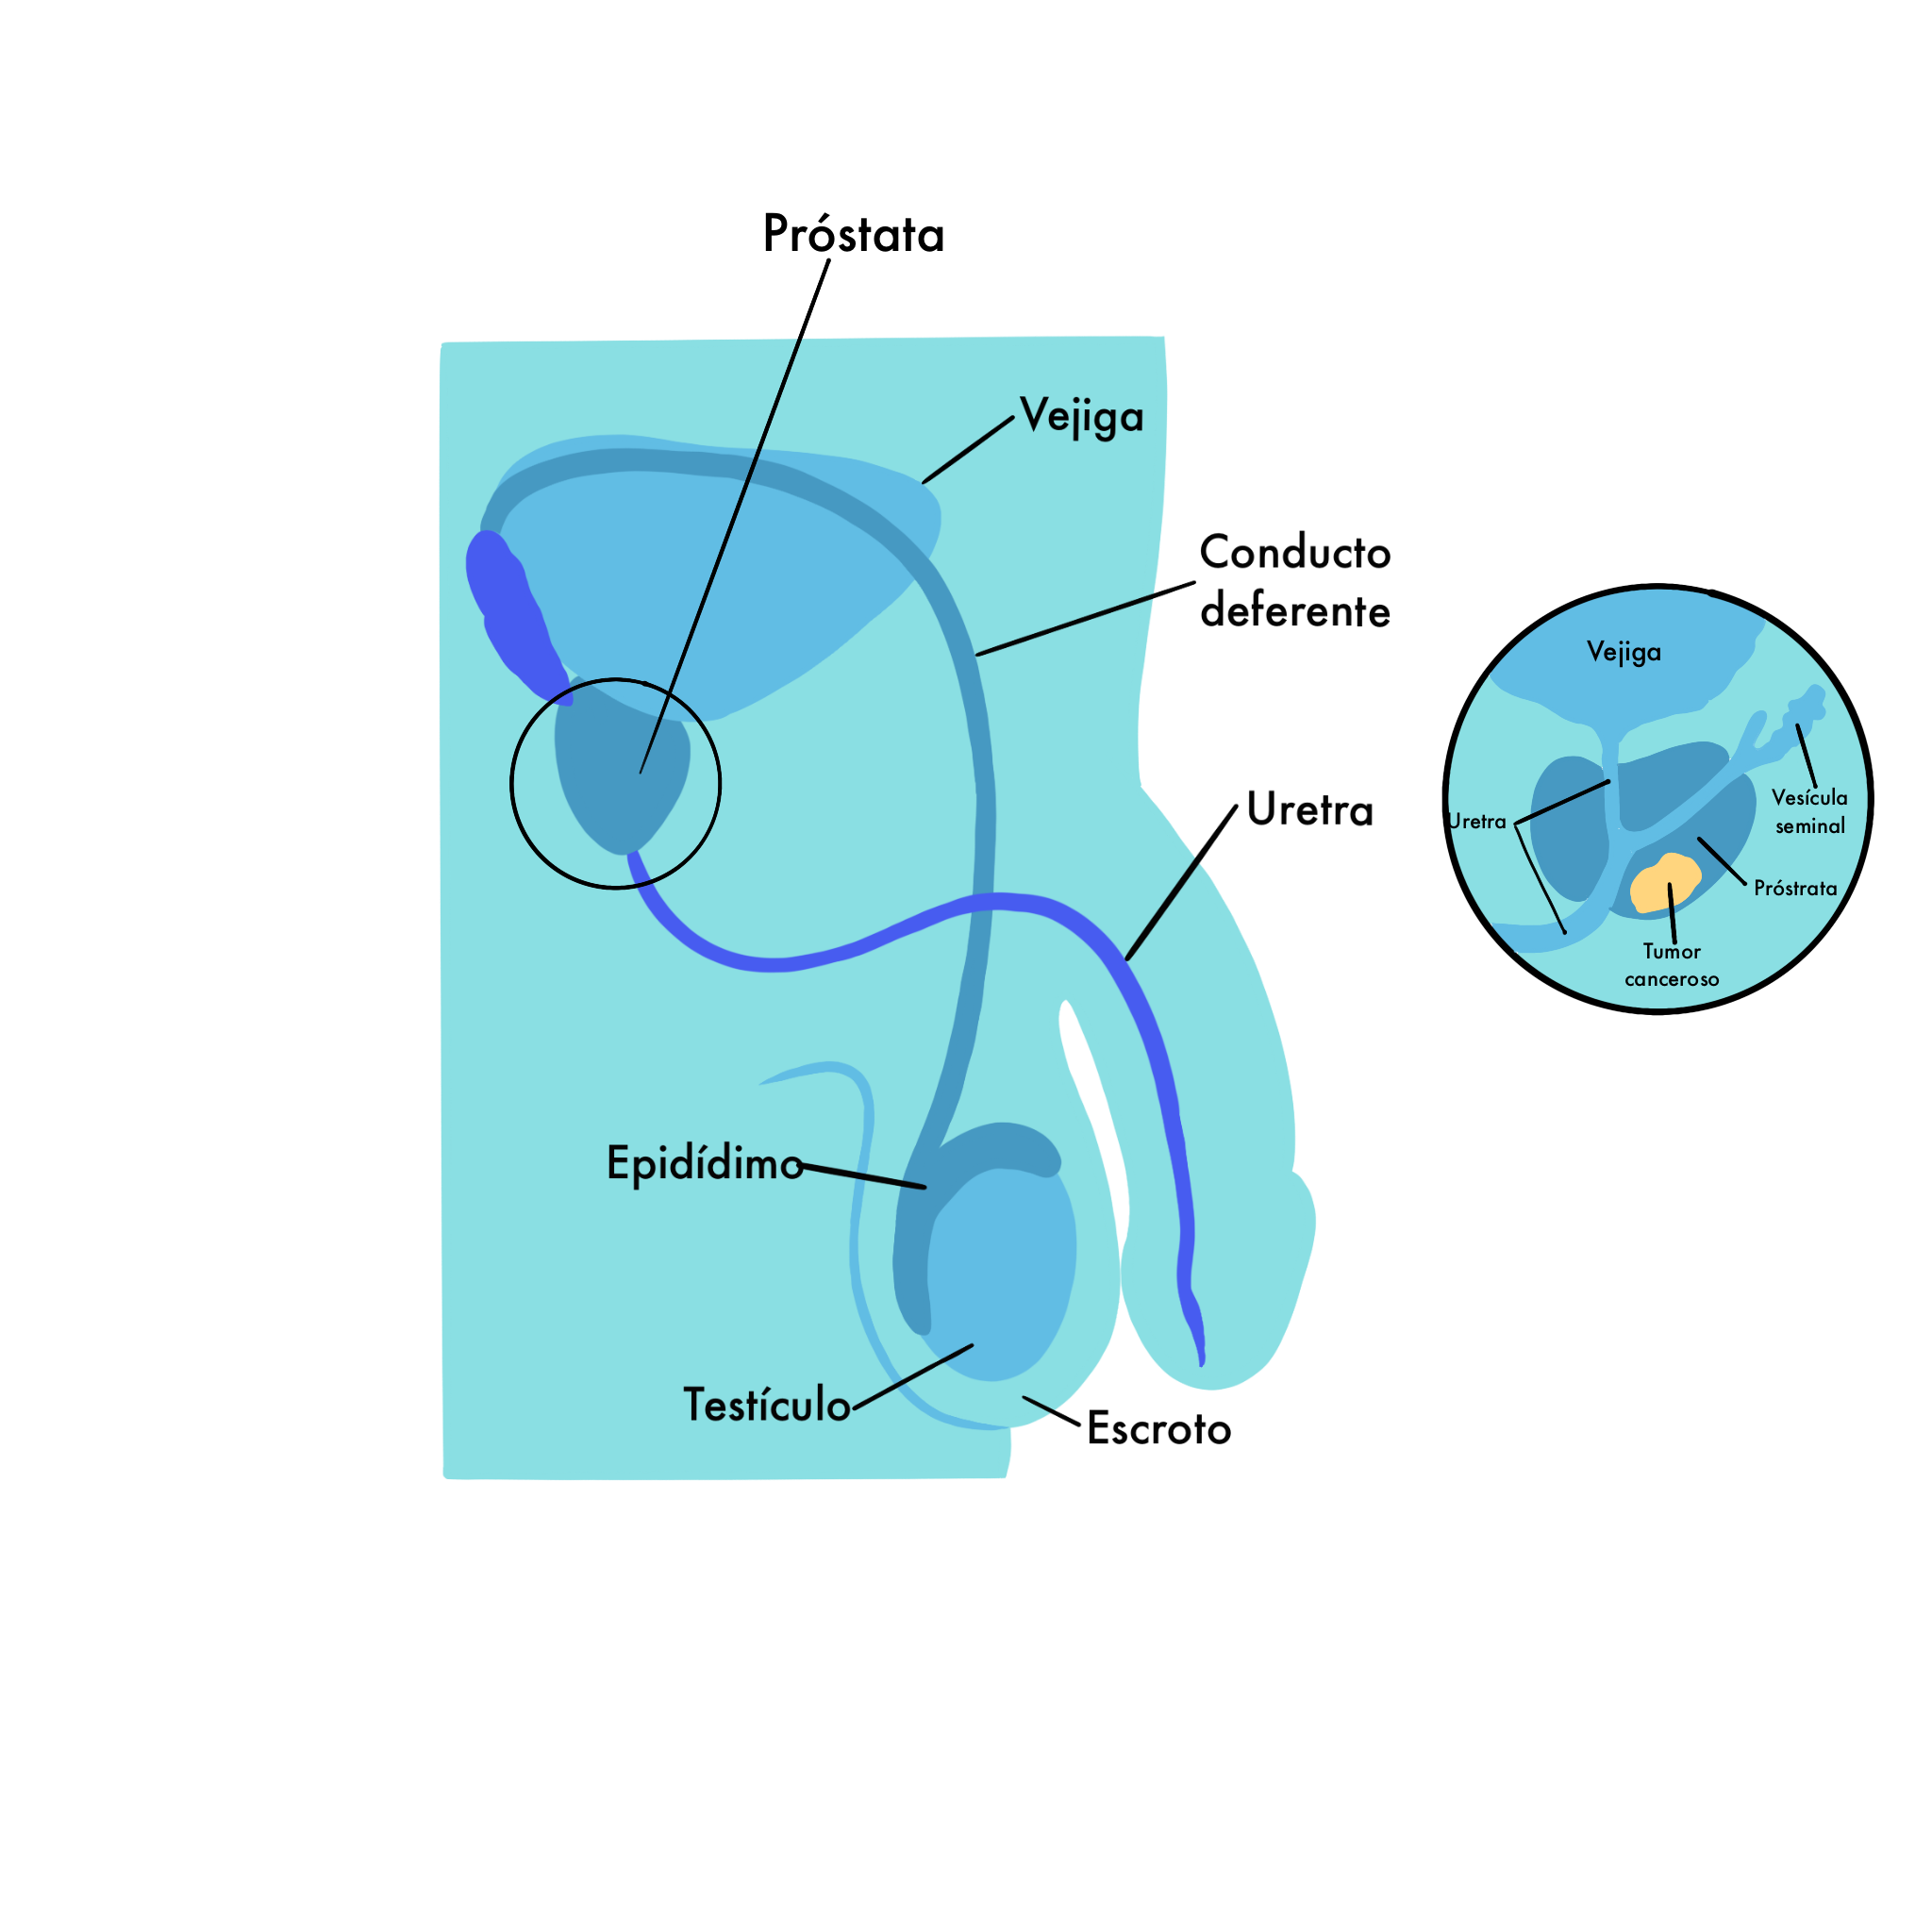 Próstata
Vejiga
Conducto
deferente
Uretra
Epidídimo
Testículo
Escroto
Vejiga
Vesícula
seminal
Uretra
Próstrata
Tumor
canceroso